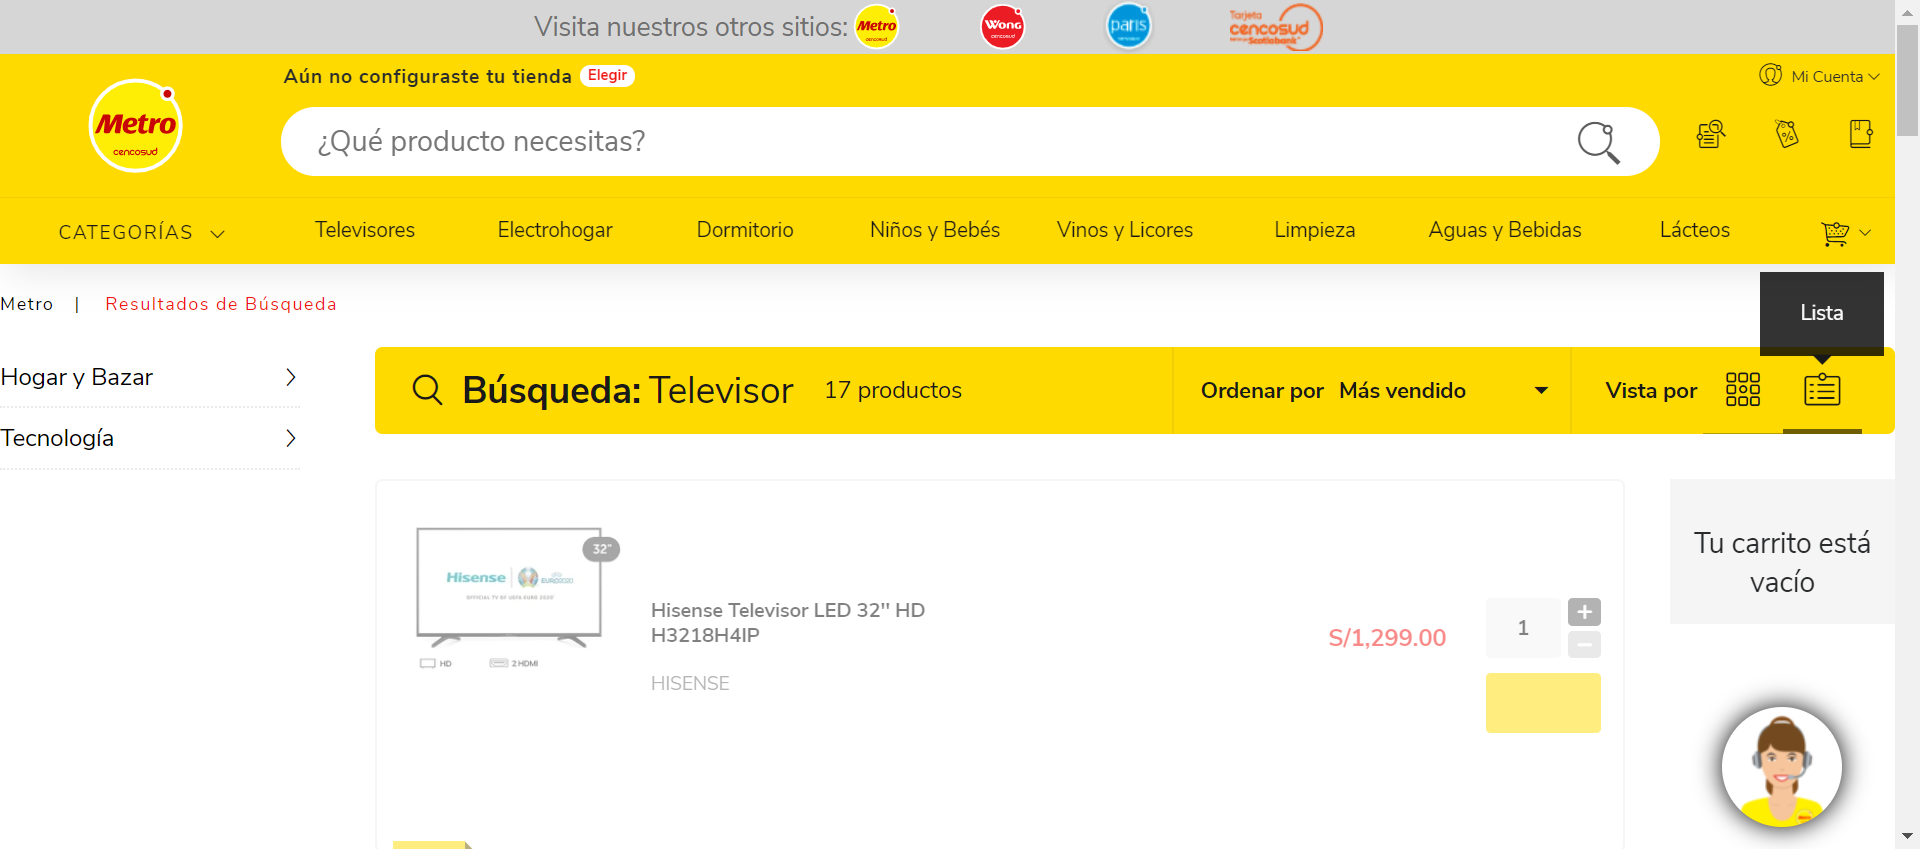 Visita nuestros otros sitios:
Metro
cencosud
Wong
cencosud
paris
Tarjeta
cencosud
Scotiabank
Aún no configuraste tu tienda Elegir
Mi Cuenta
Metro
cencosud
¿Qué producto necesitas?
CATEGORÍAS
Televisores
Electrohogar
Dormitorio
Niños y Bebés
Vinos y Licores
Limpieza
Aguas y Bebidas
Lácteos
Metro | Resultados de Búsqueda
Lista
Hogar y Bazar
Tecnología
Búsqueda: Televisor 17 productos
Ordenar por Más vendido
Vista por
32"
Hisense
EURO2020
OFFICIAL TV OF UEFA EURO 2020
HD
2 HDMI
Hisense Televisor LED 32'' HD
H3218H4IP
HISENSE
S/1,299.00
1
+
−
Tu carrito está
vacío